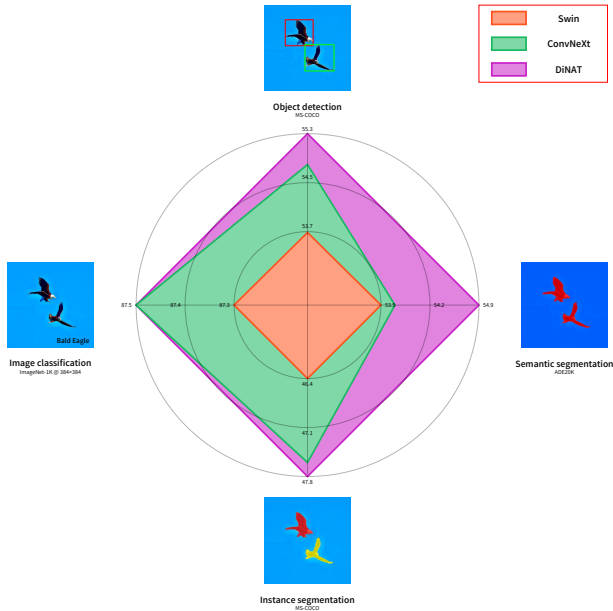 Swin
ConvNeXt
DiNAT
Object detection
MS-COCO
55.3
54.5
53.7
87.5
87.4
87.3
53.5
54.2
54.9
Bald Eagle
Image classification
ImageNet-1K @ 384×384
Semantic segmentation
ADE20K
46.4
47.1
47.8
Instance segmentation
MS-COCO